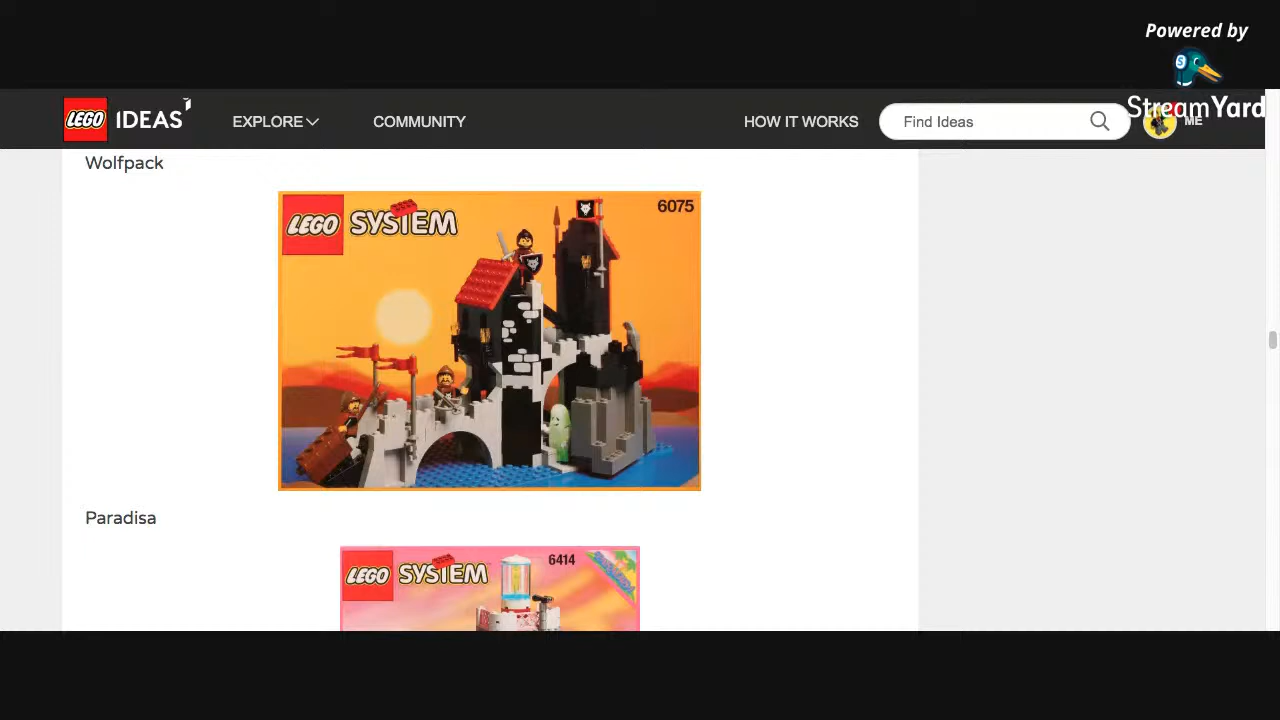 Powered by
StreamYard
LEGO IDEAS
EXPLORE
COMMUNITY
HOW IT WORKS
Find Ideas
ME
Wolfpack
LEGO SYSTEM
6075
Paradisa
LEGO SYSTEM
6414